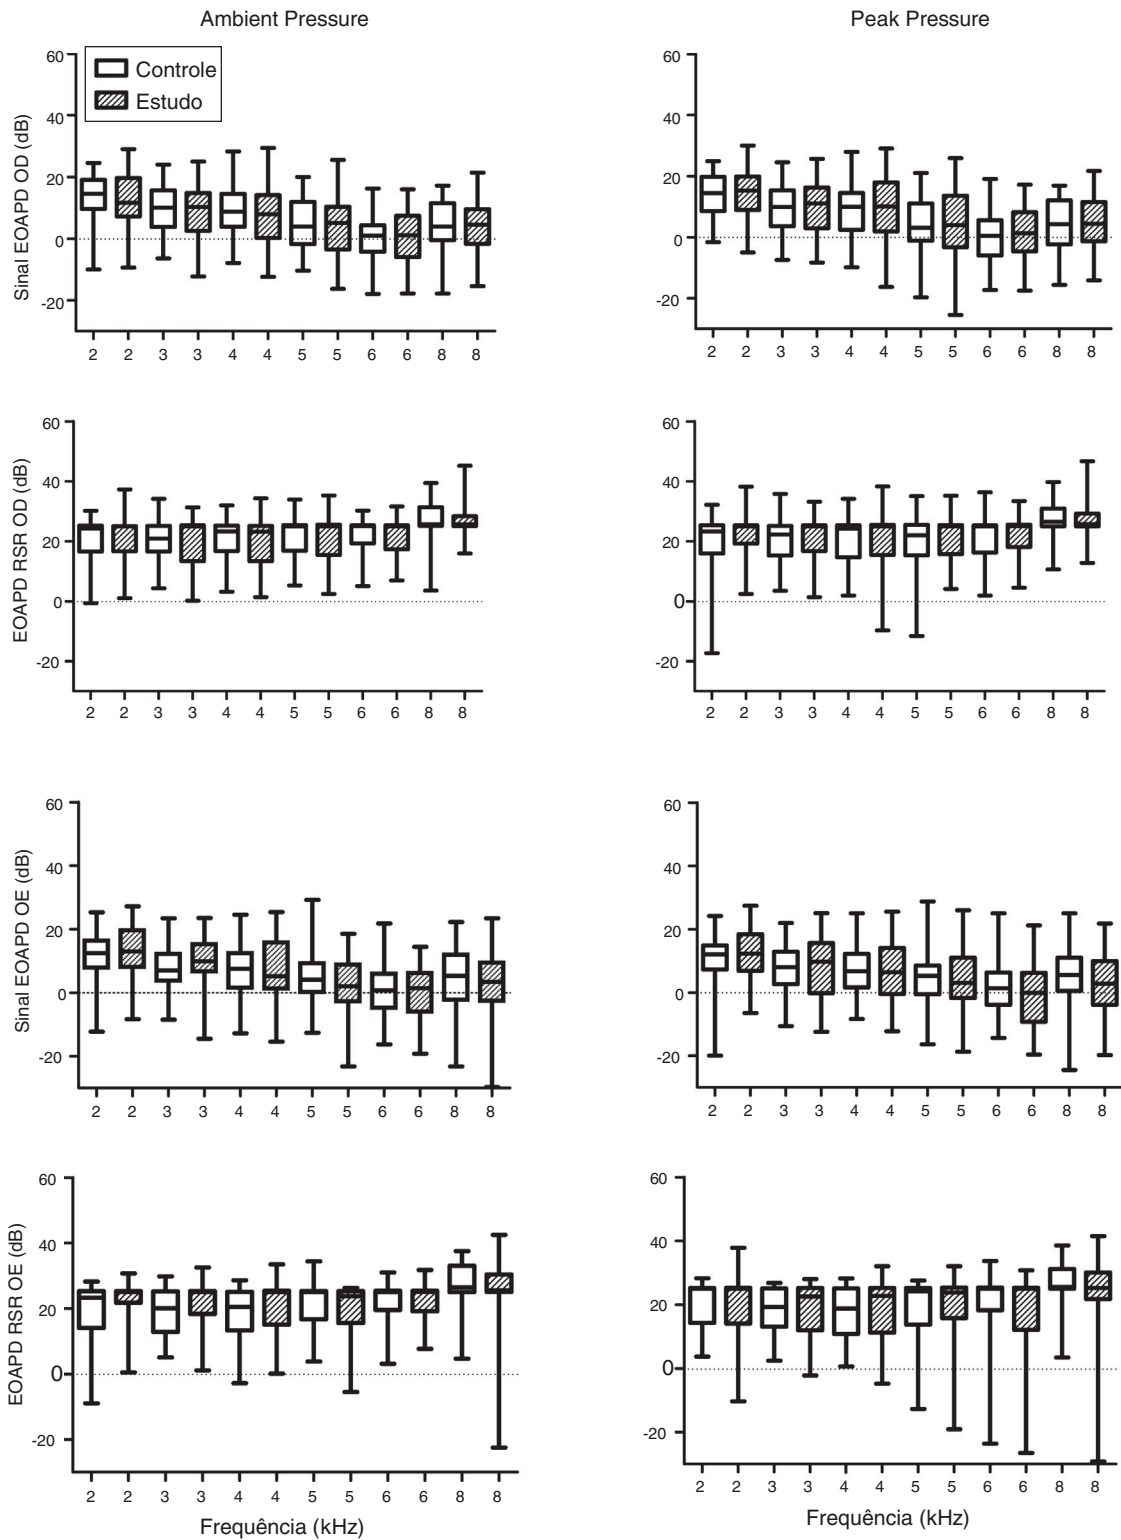 Ambient Pressure
Peak Pressure
Sinal EOAPD OD (dB)
60
40
20
0
-20
Controle
Estudo
2 2 3 3 4 4 5 5 6 6 8 8
60
40
20
0
-20
2 2 3 3 4 4 5 5 6 6 8 8
EOAPD RSR OD (dB)
60
40
20
0
-20
2 2 3 3 4 4 5 5 6 6 8 8
60
40
20
0
-20
2 2 3 3 4 4 5 5 6 6 8 8
Sinal EOAPD OE (dB)
60
40
20
0
-20
2 2 3 3 4 4 5 5 6 6 8 8
60
40
20
0
-20
2 2 3 3 4 4 5 5 6 6 8 8
EOAPD RSR OE (dB)
60
40
20
0
-20
2 2 3 3 4 4 5 5 6 6 8 8
Frequência (kHz)
60
40
20
0
-20
2 2 3 3 4 4 5 5 6 6 8 8
Frequência (kHz)